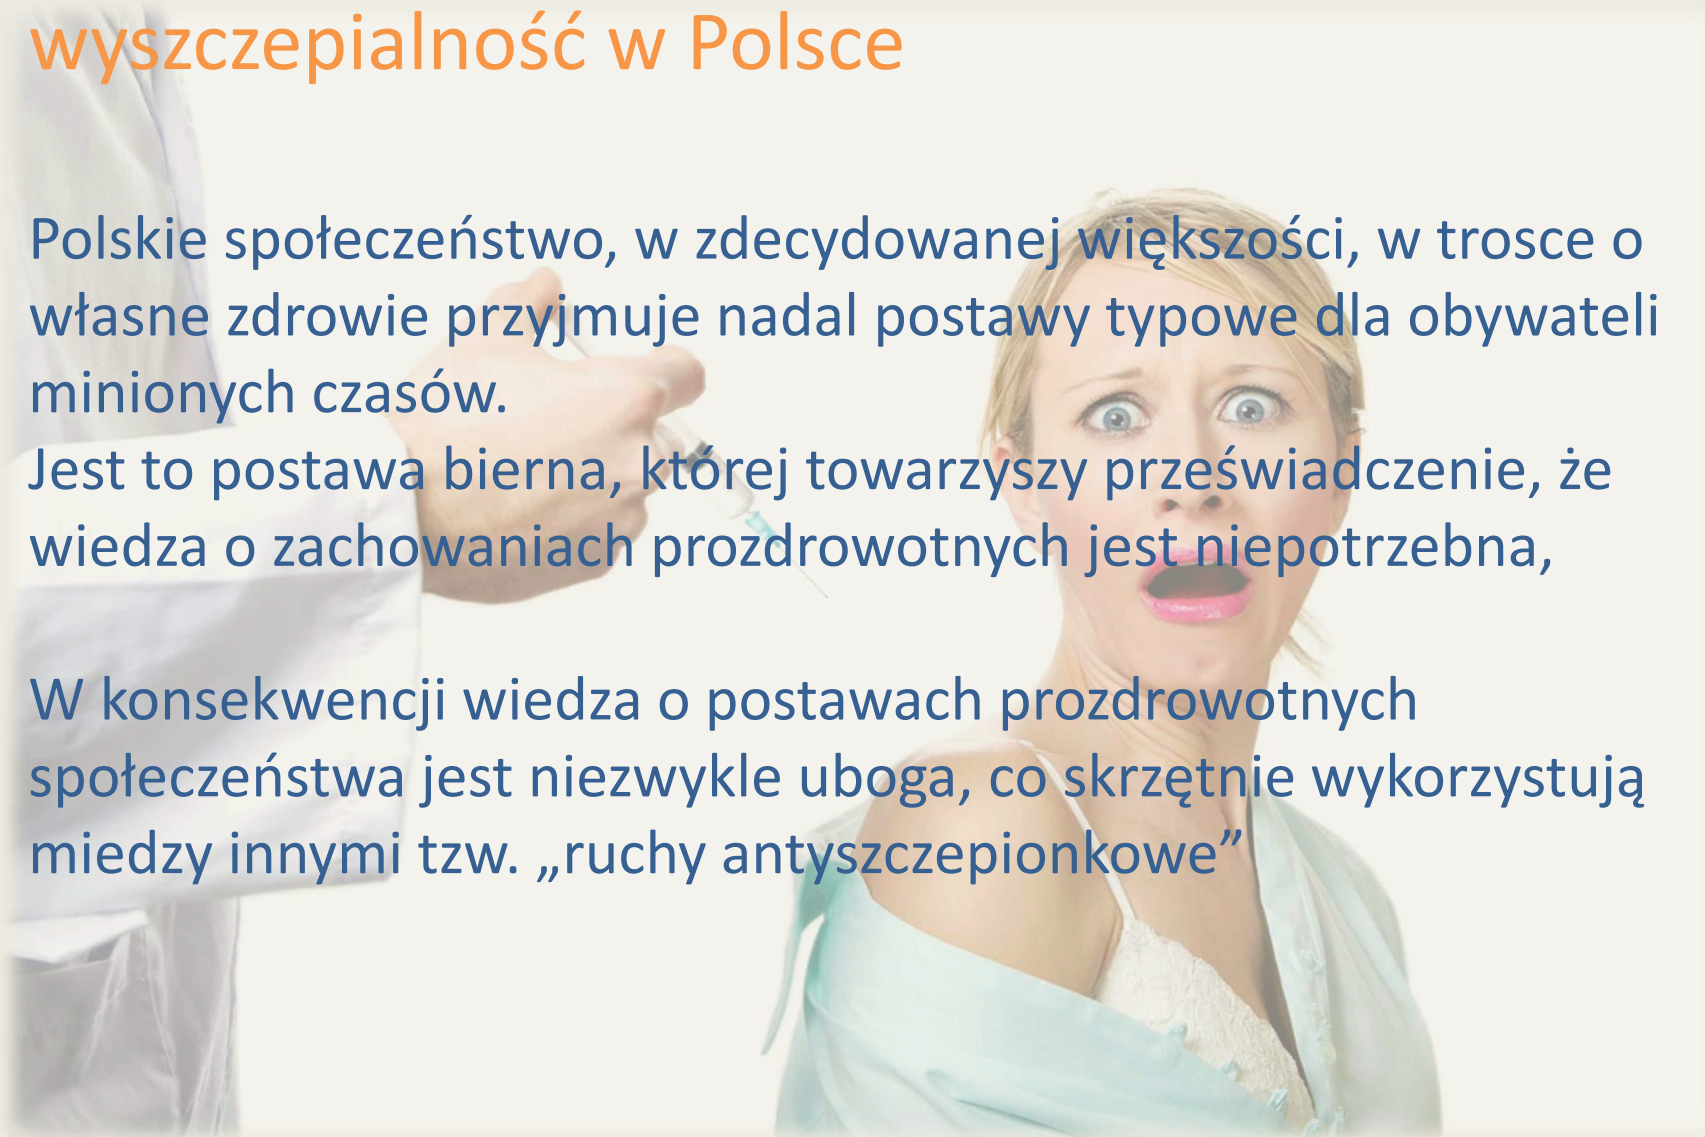 wyszczepialność w Polsce
Polskie społeczeństwo, w zdecydowanej większości, w trosce o
własne zdrowie przyjmuje nadal postawy typowe dla obywateli
minionych czasów.
Jest to postawa bierna, której towarzyszy przeświadczenie, że
wiedza o zachowaniach prozdrowotnych jest niepotrzebna,
W konsekwencji wiedza o postawach prozdrowotnych
społeczeństwa jest niezwykle uboga, co skrzętnie wykorzystują
miedzy innymi tzw. „ruchy antyszczepionkowe”